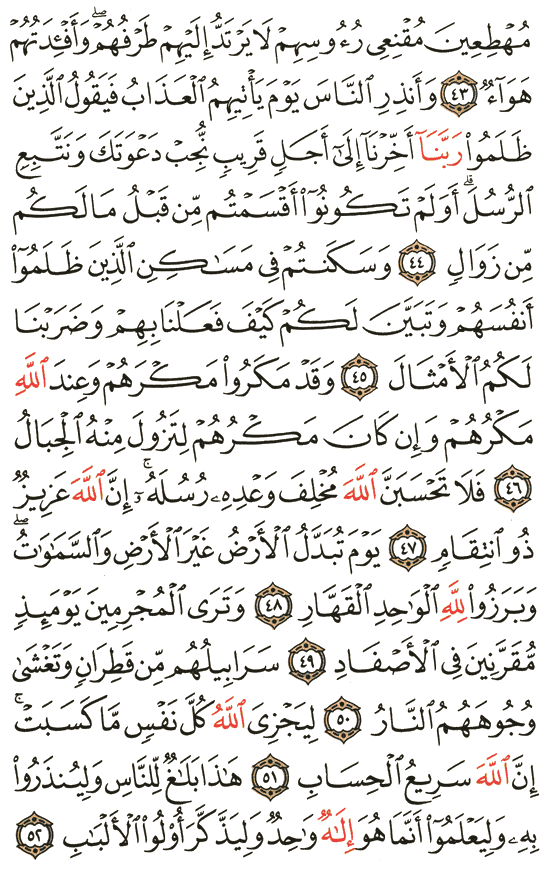 مُهْطِعِينَ مُقْنِعِى رُءُوسِهِمْ لَا يَرْتَدُّ إِلَيْهِمْ طَرْفُهُمْ ۖ وَأَفْـِٔدَتُهُمْ
هَوَآءٌ ٤٣ وَأَنذِرِ ٱلنَّاسَ يَوْمَ يَأْتِيهِمُ ٱلْعَذَابُ فَيَقُولُ ٱلَّذِينَ
ظَلَمُوا۟ رَبَّنَآ أَخِّرْنَآ إِلَىٰٓ أَجَلٍ قَرِيبٍ نُّجِبْ دَعْوَتَكَ وَنَتَّبِعِ
ٱلرُّسُلَ ۗ أَوَلَمْ تَكُونُوٓا۟ أَقْسَمْتُم مِّن قَبْلُ مَا لَكُم
مِّن زَوَالٍ ٤٤ وَسَكَنتُمْ فِى مَسَـٰكِنِ ٱلَّذِينَ ظَلَمُوٓا۟
أَنفُسَهُمْ وَتَبَيَّنَ لَكُمْ كَيْفَ فَعَلْنَا بِهِمْ وَضَرَبْنَا
لَكُمُ ٱلْأَمْثَالَ ٤٥ وَقَدْ مَكَرُوا۟ مَكْرَهُمْ وَعِندَ ٱللَّهِ
مَكْرُهُمْ وَإِن كَانَ مَكْرُهُمْ لِتَزُولَ مِنْهُ ٱلْجِبَالُ
٤٦ فَلَا تَحْسَبَنَّ ٱللَّهَ مُخْلِفَ وَعْدِهِۦ رُسُلَهُۥٓ ۗ إِنَّ ٱللَّهَ عَزِيزٌ
ذُو ٱنتِقَامٍ ٤٧ يَوْمَ تُبَدَّلُ ٱلْأَرْضُ غَيْرَ ٱلْأَرْضِ وَٱلسَّمَـٰوَٰتُ ۖ
وَبَرَزُوا۟ لِلَّهِ ٱلْوَٰحِدِ ٱلْقَهَّارِ ٤٨ وَتَرَى ٱلْمُجْرِمِينَ يَوْمَئِذٍ
مُّقَرَّنِينَ فِى ٱلْأَصْفَادِ ٤٩ سَرَابِيلُهُم مِّن قَطِرَانٍ وَتَغْشَىٰ
وُجُوهَهُمُ ٱلنَّارُ ٥٠ لِيَجْزِىَ ٱللَّهُ كُلَّ نَفْسٍ مَّا كَسَبَتْ ۚ
إِنَّ ٱللَّهَ سَرِيعُ ٱلْحِسَابِ ٥١ هَـٰذَا بَلَـٰغٌ لِّلنَّاسِ وَلِيُنذَرُوا۟
بِهِۦ وَلِيَعْلَمُوٓا۟ أَنَّمَا هُوَ إِلَـٰهٌ وَٰحِدٌ وَلِيَذَّكَّرَ أُو۟لُوا۟ ٱلْأَلْبَـٰبِ ٥٢